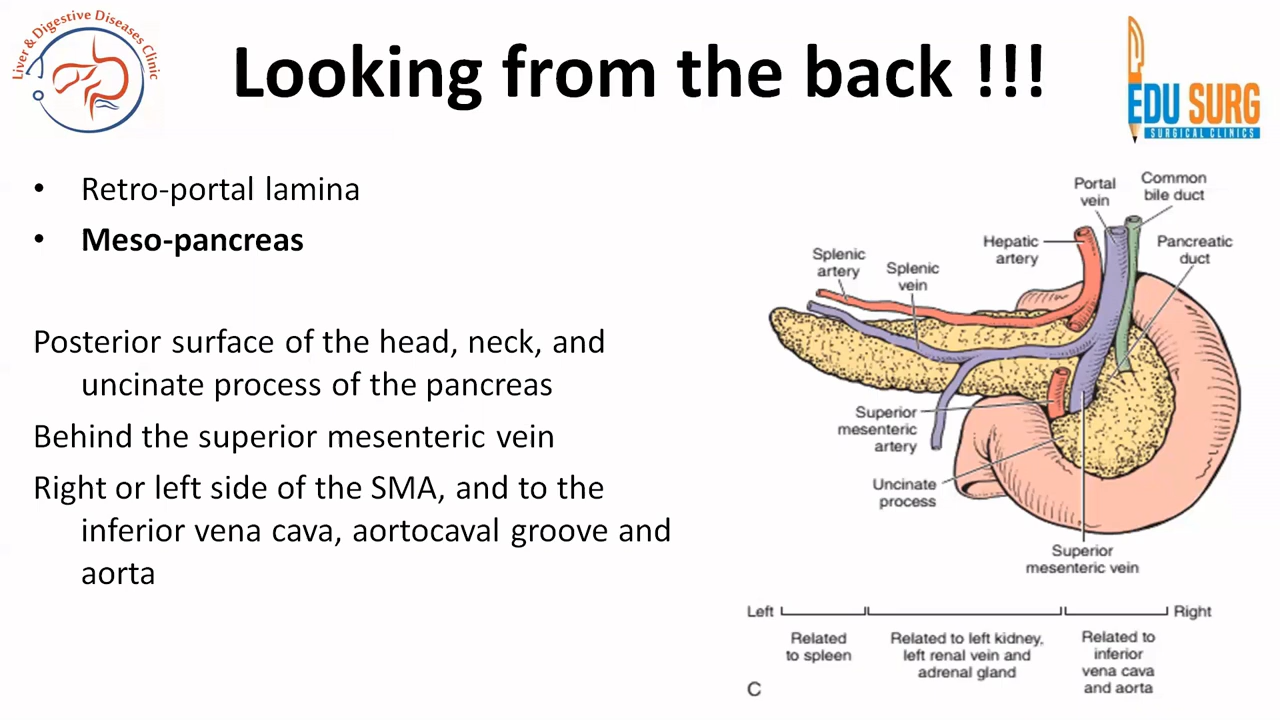 Liver & Digestive Diseases Clinic
Looking from the back !!!
EDU SURG
SURGICAL CLINICS
• Retro-portal lamina
• Meso-pancreas
Posterior surface of the head, neck, and
uncinate process of the pancreas
Behind the superior mesenteric vein
Right or left side of the SMA, and to the
inferior vena cava, aortocaval groove and
aorta
Portal
vein
Common
bile duct
Hepatic
artery
Pancreatic
duct
Splenic
artery
Splenic
vein
Superior
mesenteric
artery
Uncinate
process
Superior
mesenteric vein
Left
Right
Related
to spleen
Related to left kidney,
left renal vein and
adrenal gland
Related to
inferior
vena cava
and aorta
C